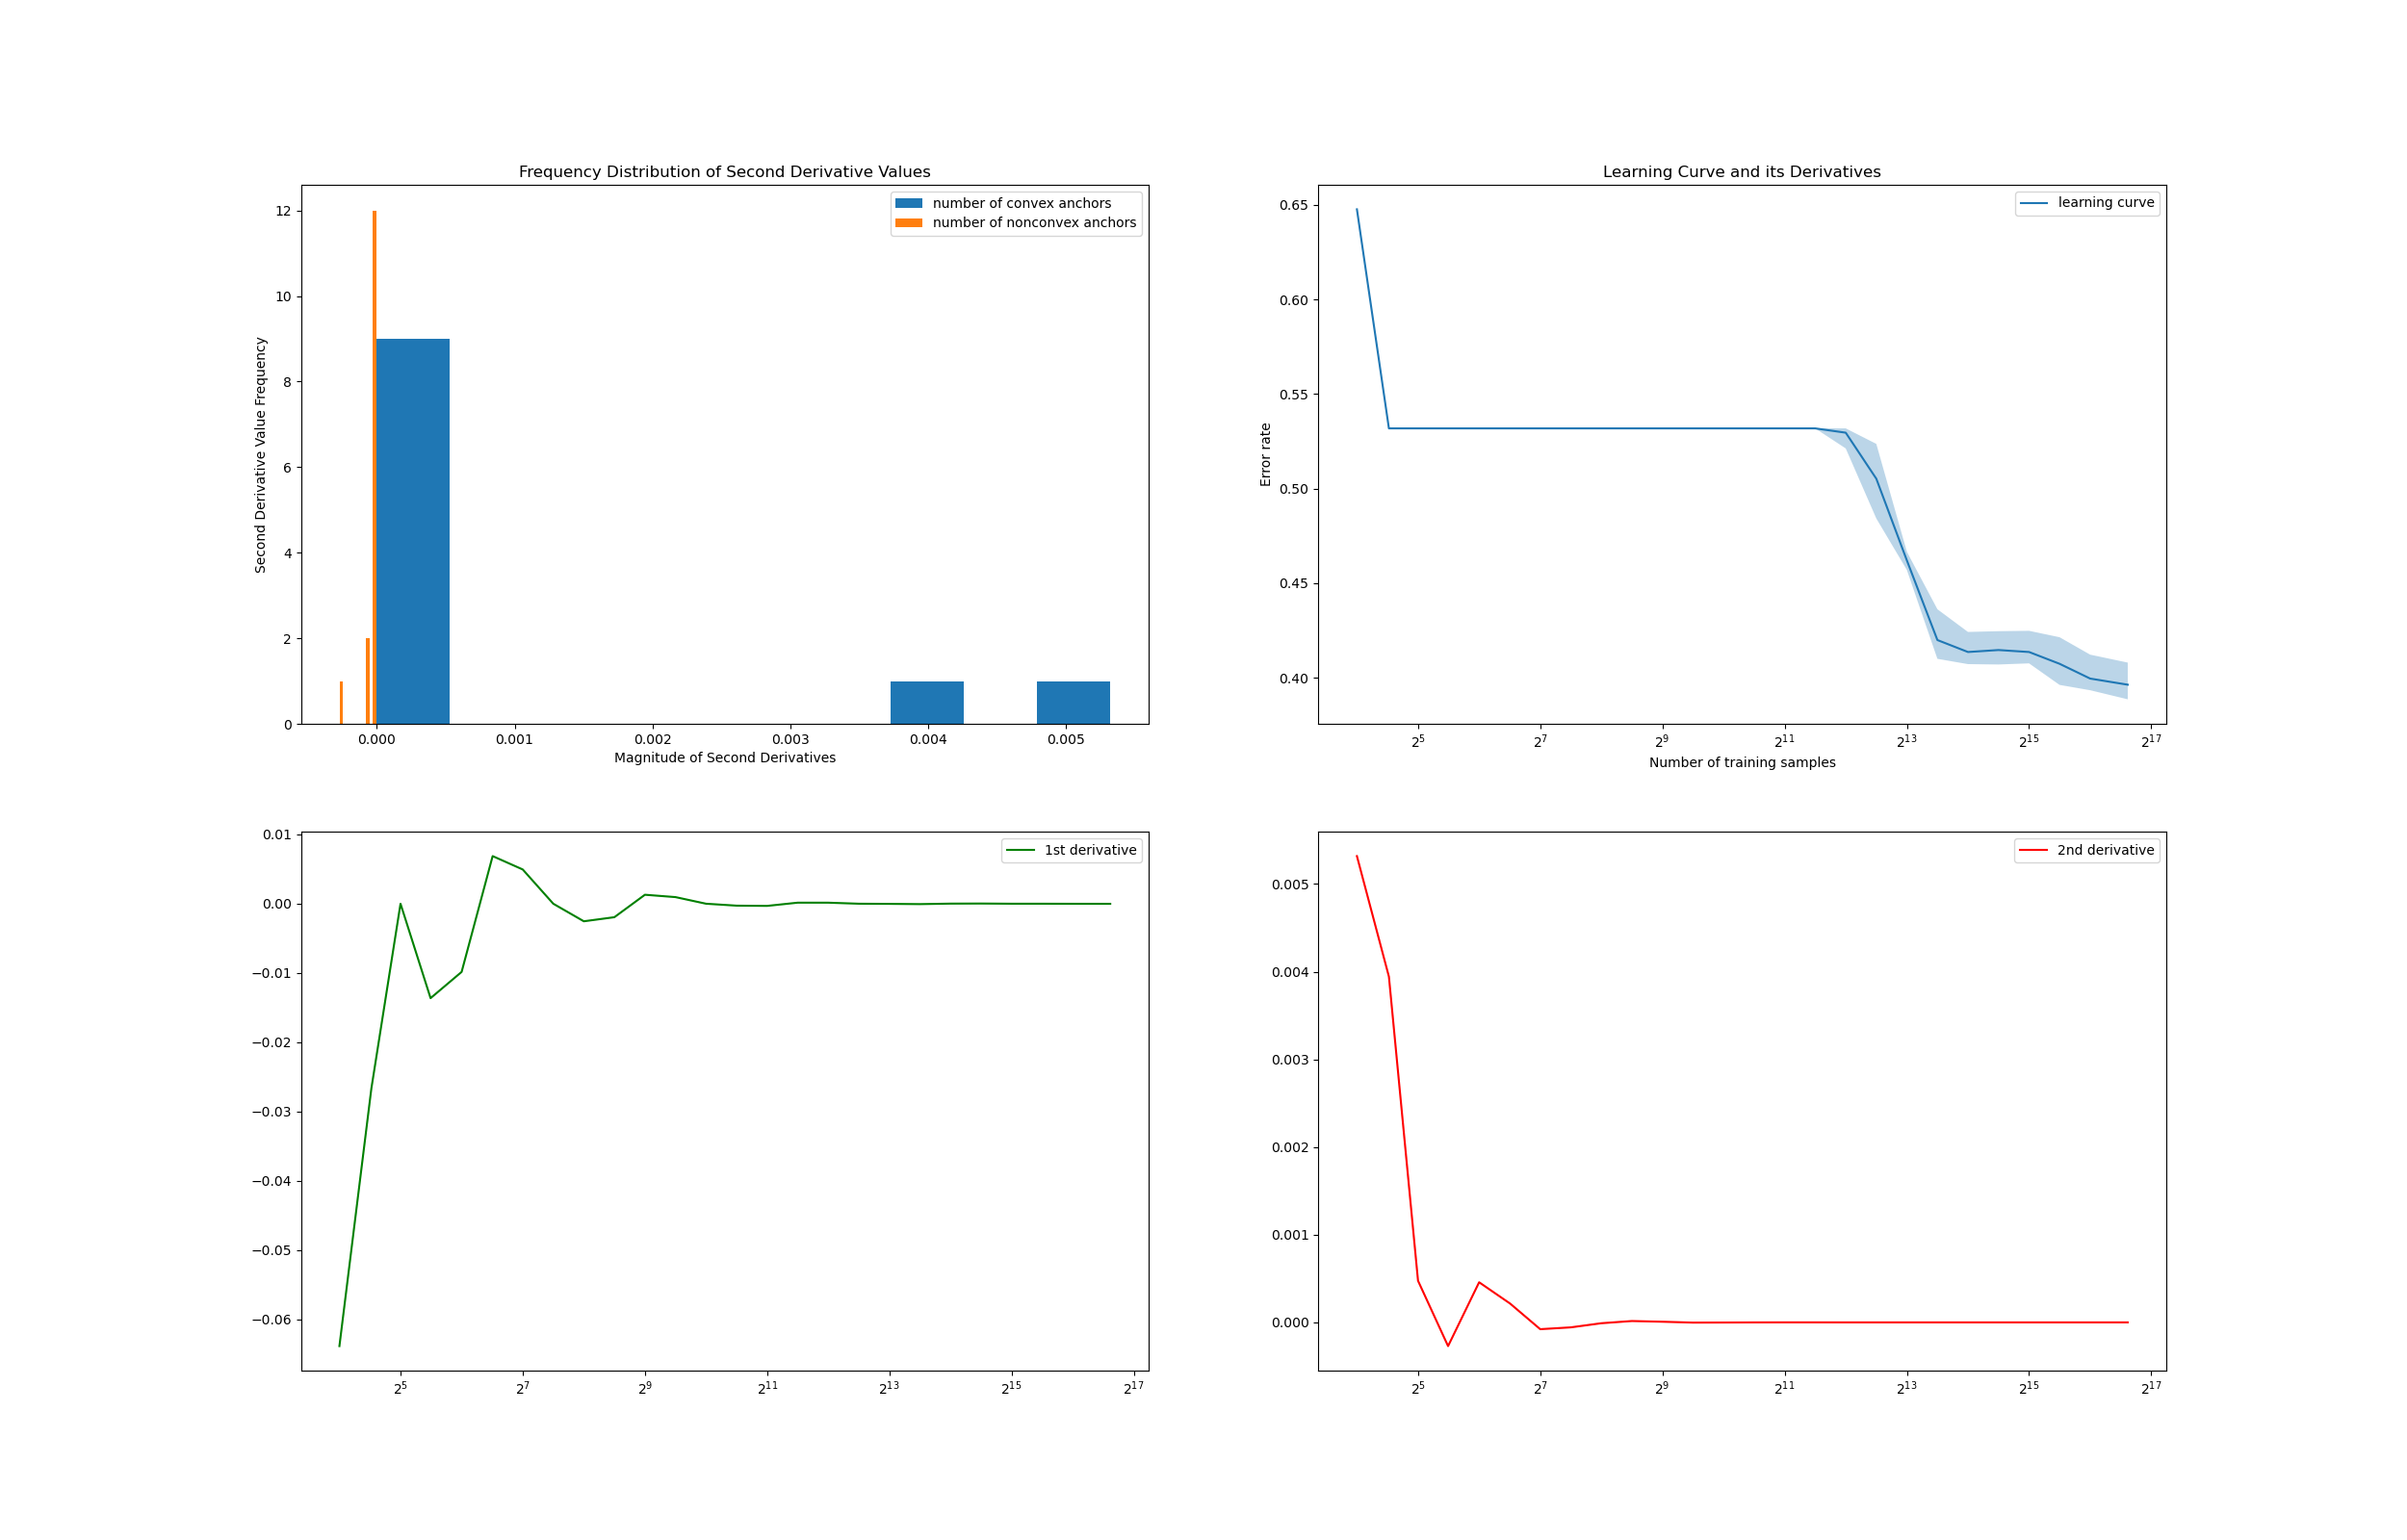 Frequency Distribution of Second Derivative Values
number of convex anchors
number of nonconvex anchors
12
10
8
6
4
2
0
Second Derivative Value Frequency
0.000 0.001 0.002 0.003 0.004 0.005
Magnitude of Second Derivatives
Learning Curve and its Derivatives
learning curve
0.65
0.60
0.55
0.50
0.45
0.40
Error rate
2^5 2^7 2^9 2^11 2^13 2^15 2^17
Number of training samples
1st derivative
0.01
0.00
−0.01
−0.02
−0.03
−0.04
−0.05
−0.06
2^5 2^7 2^9 2^11 2^13 2^15 2^17
2nd derivative
0.005
0.004
0.003
0.002
0.001
0.000
2^5 2^7 2^9 2^11 2^13 2^15 2^17